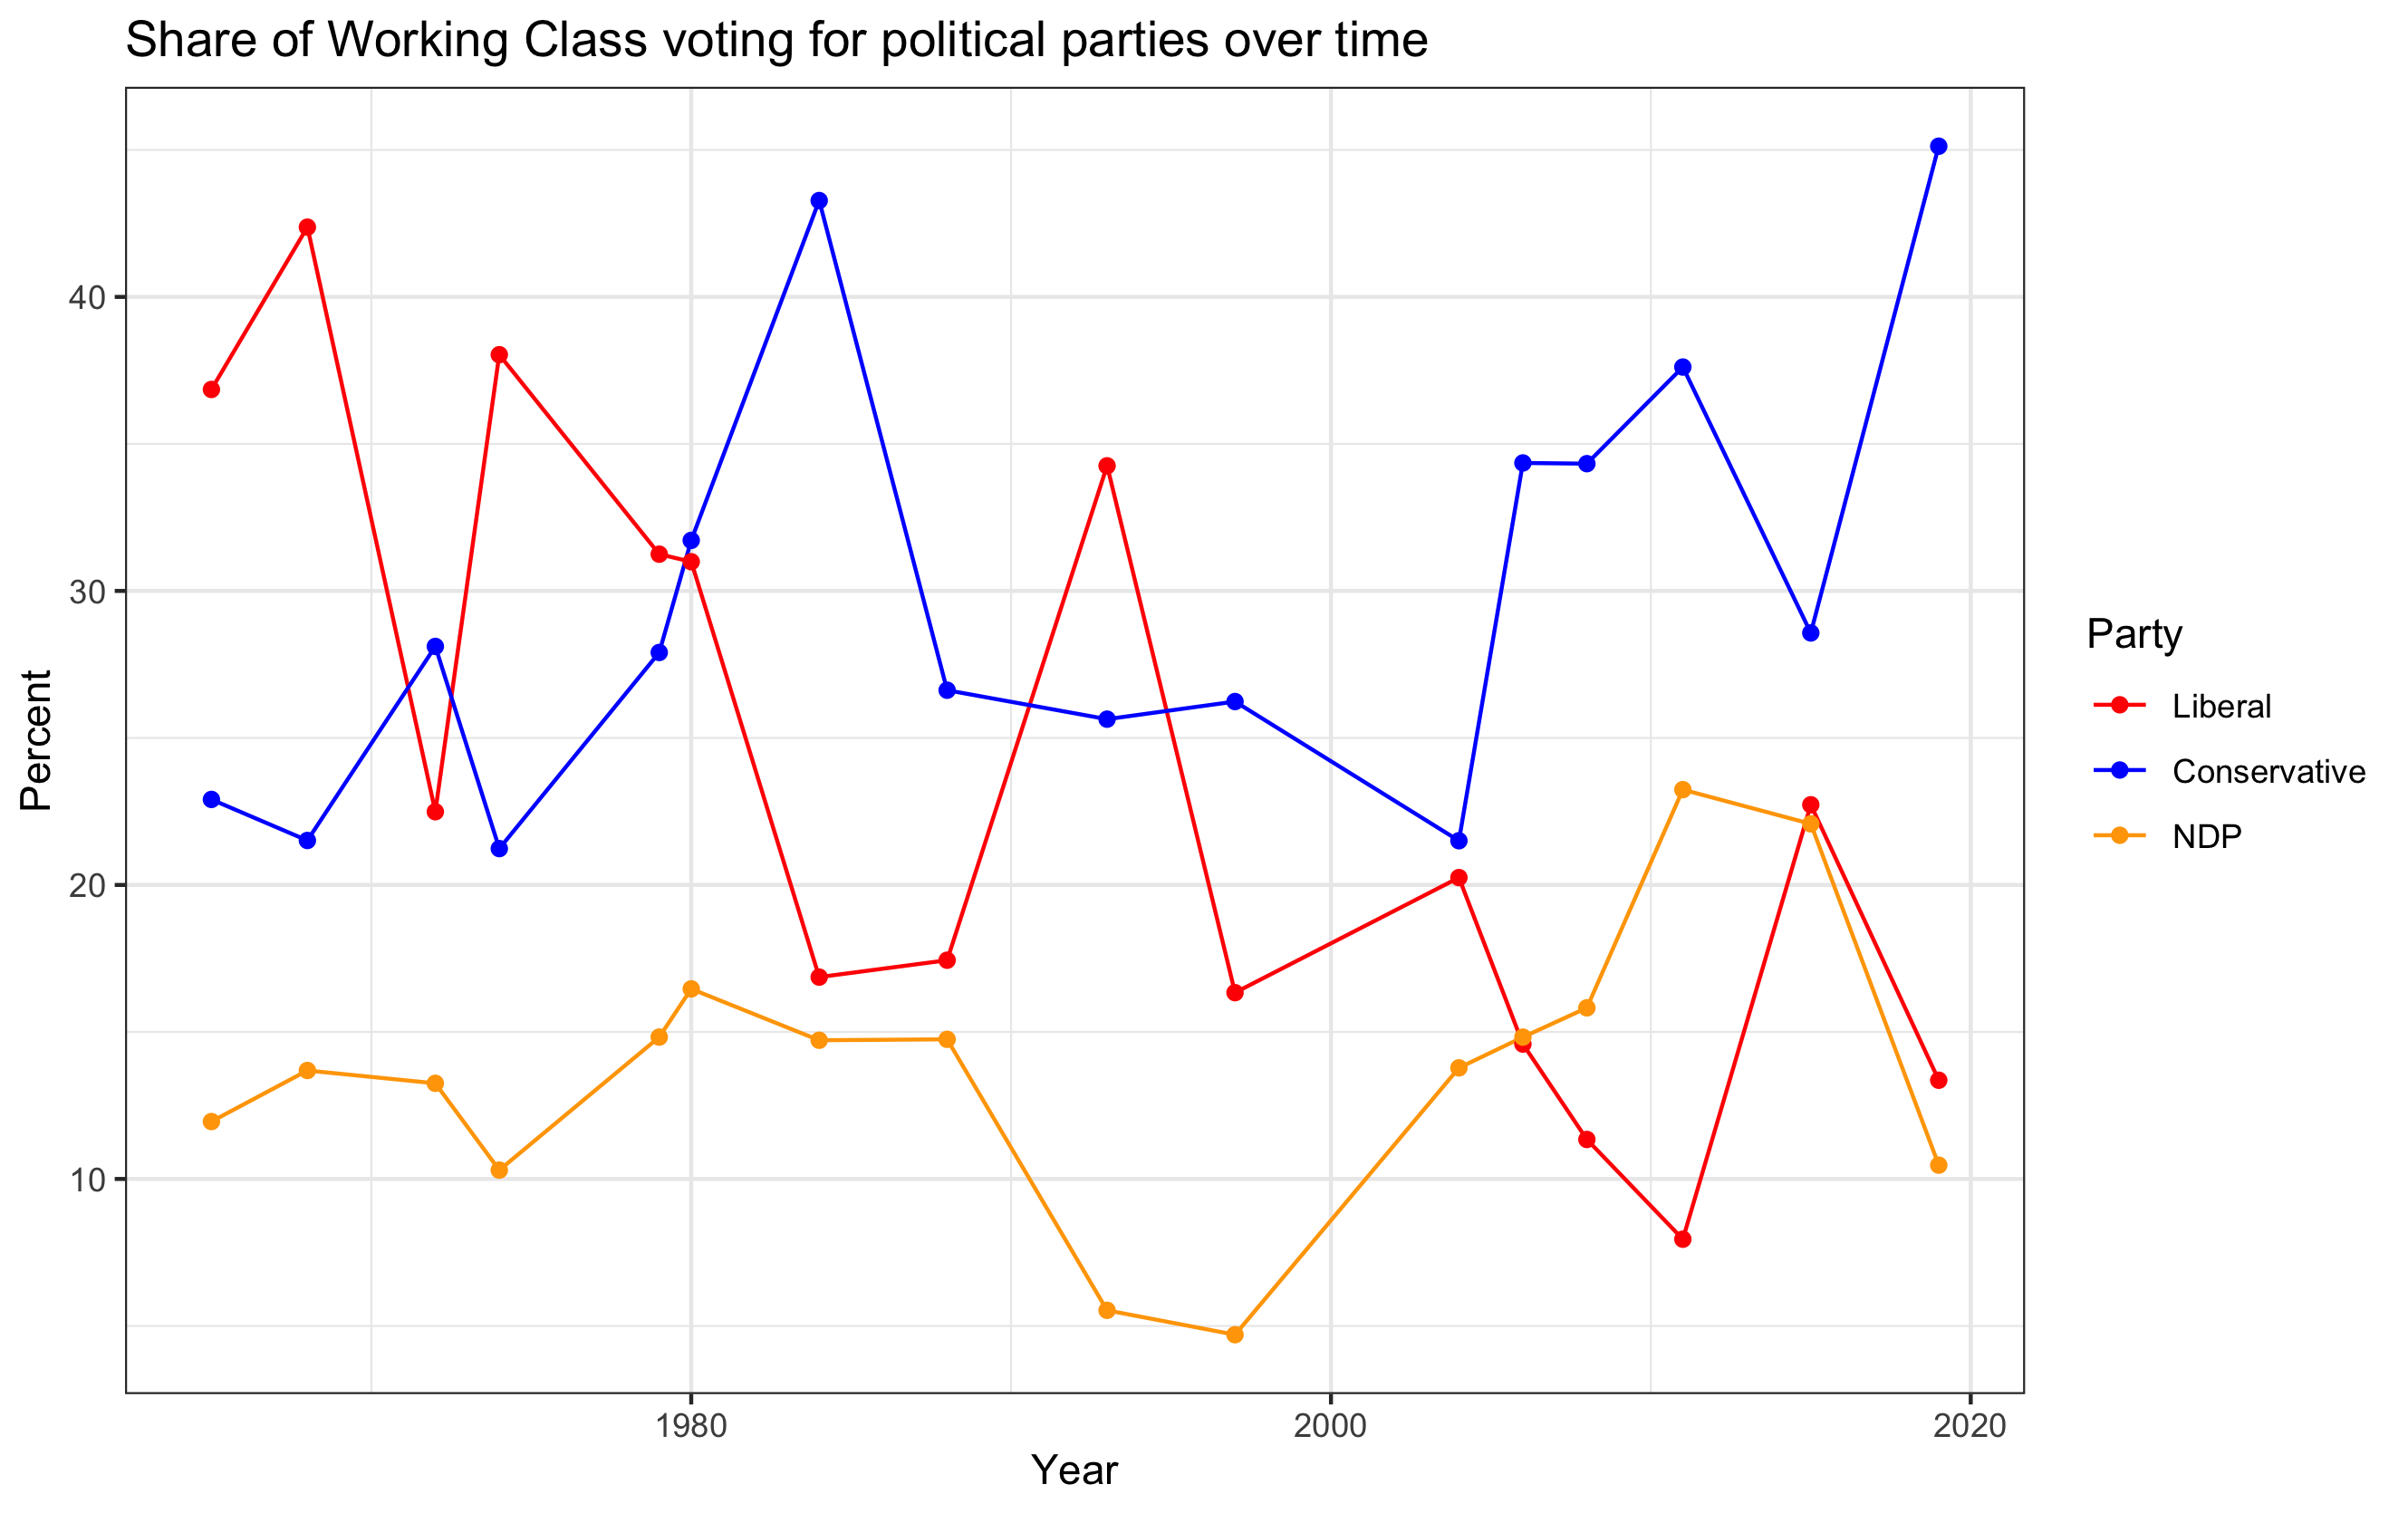 Share of Working Class voting for political parties over time
Percent
40
30
20
10
1980
2000
2020
Year
Party
Liberal
Conservative
NDP